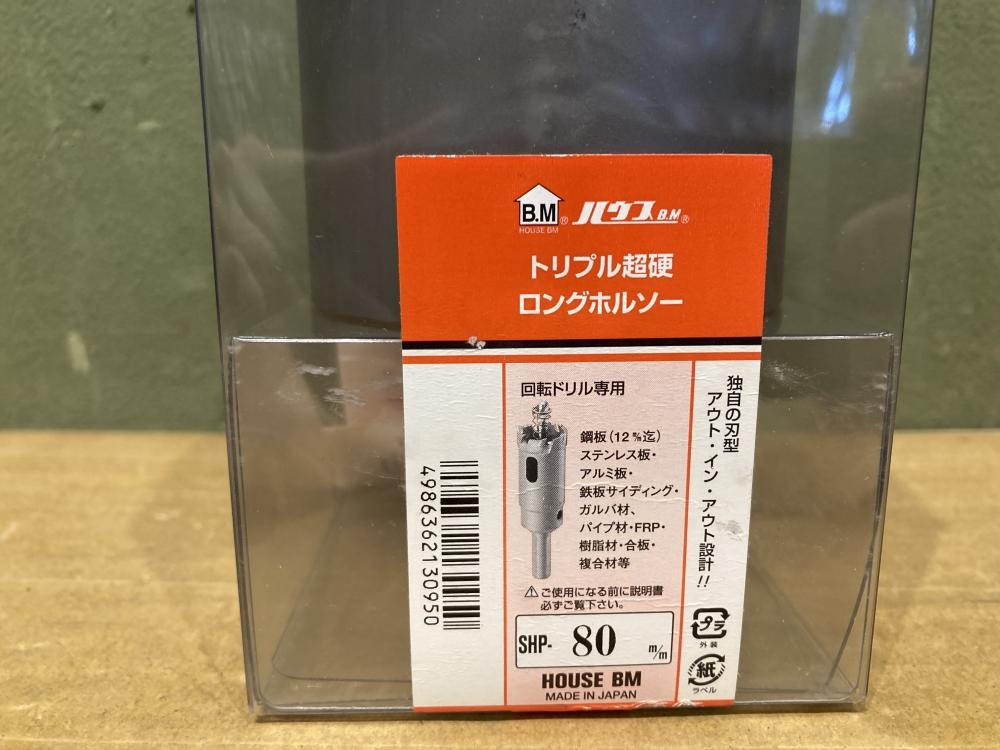 B.M®
HOUSE BM
ハウスB.M®
トリプル超硬
ロングホルソー
回転ドリル専用
鋼板(12㎜迄)
ステンレス板・
アルミ板・
鉄板サイディング・
ガルバ材、
パイプ材・FRP・
樹脂材・合板・
複合材等
⚠ご使用になる前に説明書
必ずご覧下さい。
SHP- 80 m/m
HOUSE BM
MADE IN JAPAN
4986362130950
独自の刃型
アウト・イン・アウト設計!!
プラ
外装
紙
ラベル